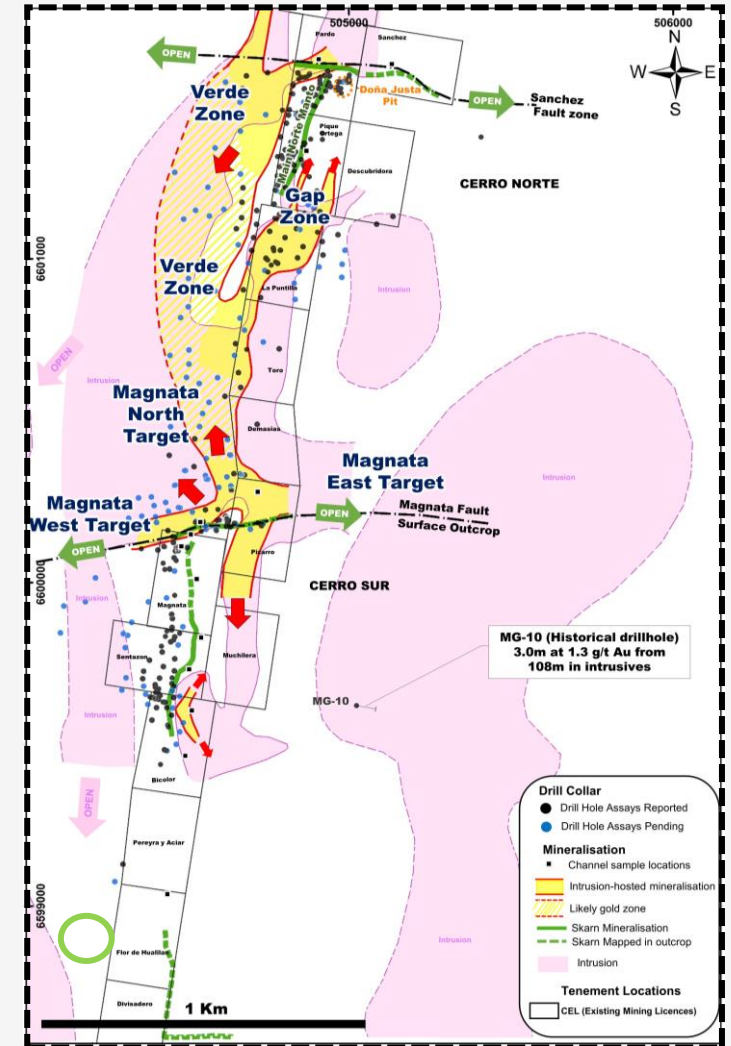 505000
506000
N
W
E
S
OPEN
Pardo
Sanchez
Verde
Zone
Doña Justa
Pit
OPEN
Sanchez
Fault zone
Main Norte Manto
Pique
Ortega
Descubridora
CERRO NORTE
Gap
Zone
6601000
Verde
Zone
La Puntilla
Intrusion
OPEN
Toro
Intrusion
Magnata
North
Target
Demasias
Magnata
East Target
Intrusion
Magnata
West Target
OPEN
Magnata Fault
Surface Outcrop
OPEN
Pizarro
6600000
CERRO SUR
Intrusion
Magnata
MG-10 (Historical drillhole)
3.0m at 1.3 g/t Au from
108m in intrusives
Sentazon
Muchilera
MG-10
Intrusion
Bicolor
OPEN
Pereyra y Aciar
6599000
Flor de Hualilan
Intrusion
Divisadero
1 Km
Drill Collar
Drill Hole Assays Reported
Drill Hole Assays Pending
Mineralisation
Channel sample locations
Intrusion-hosted mineralisation
Likely gold zone
Skarn Mineralisation
Skarn Mapped in outcrop
Intrusion
Tenement Locations
CEL (Existing Mining Licences)